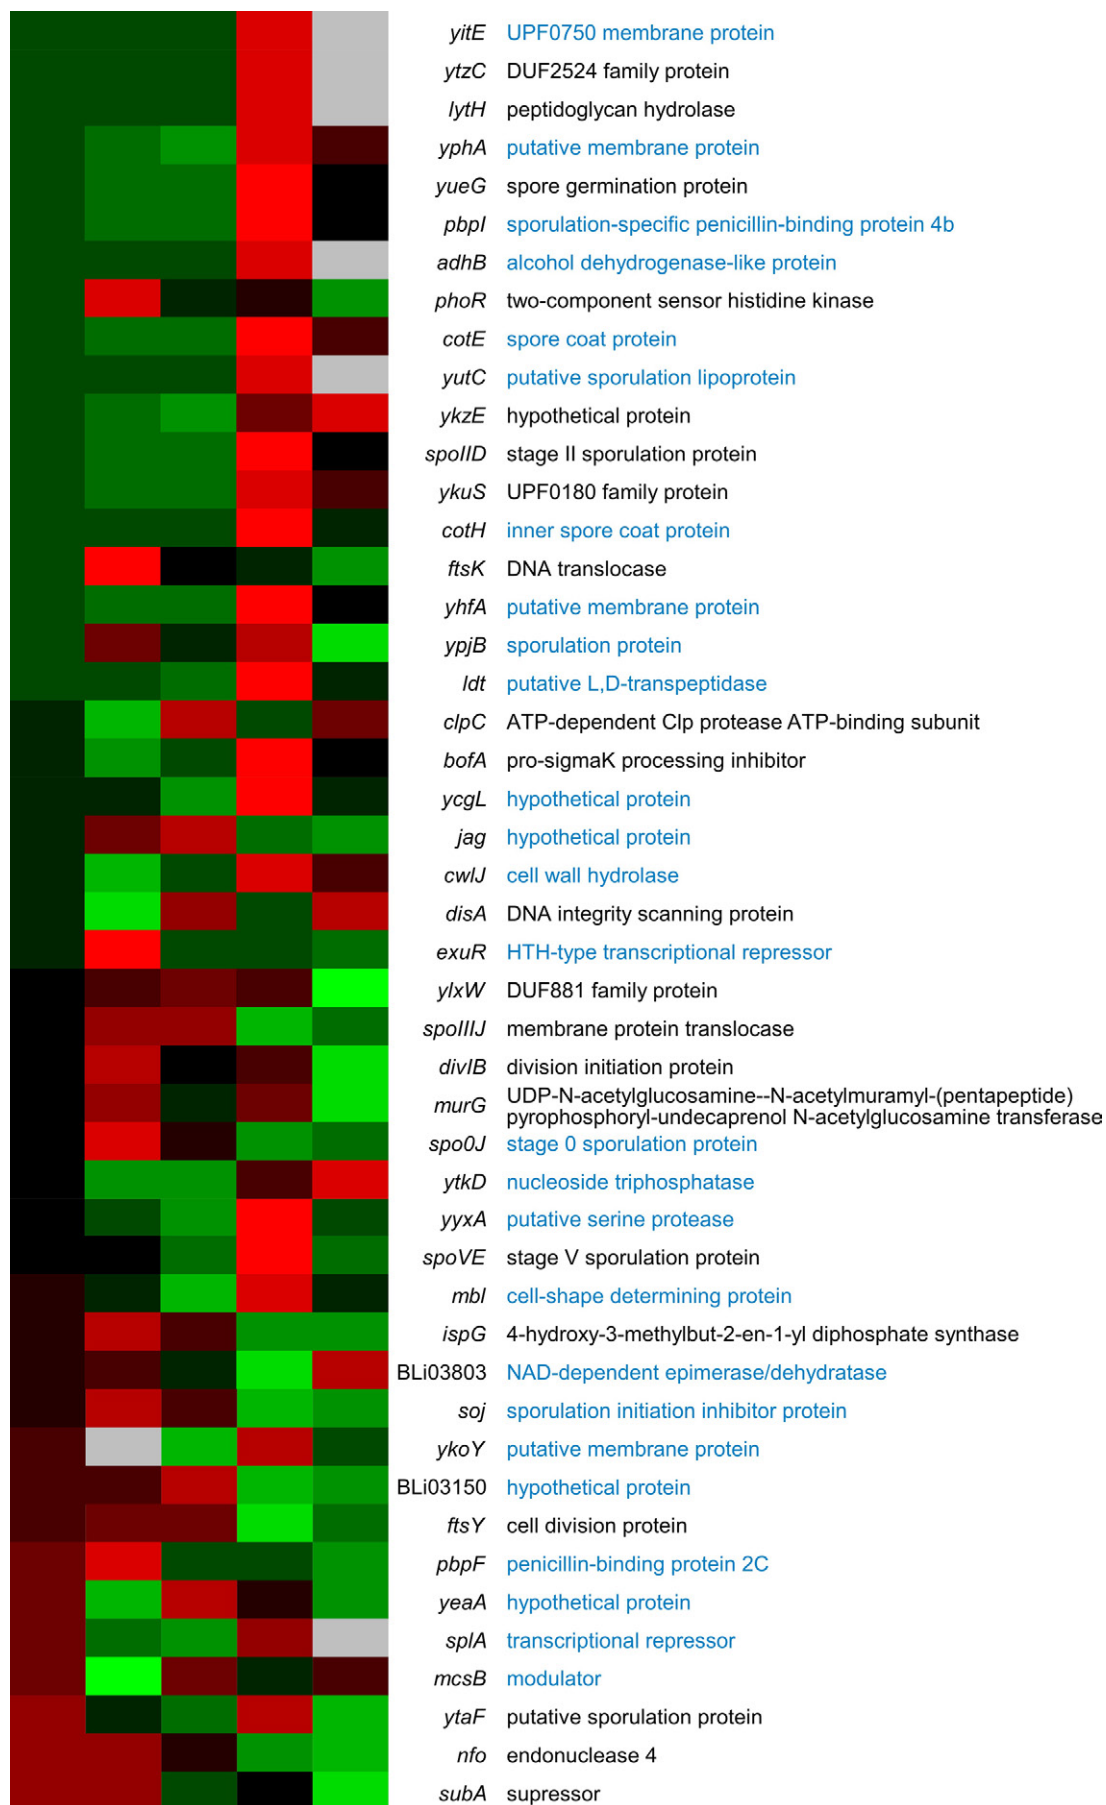 yitE UPF0750 membrane protein
ytzC DUF2524 family protein
lytH peptidoglycan hydrolase
yphA putative membrane protein
yueG spore germination protein
pbpI sporulation-specific penicillin-binding protein 4b
adhB alcohol dehydrogenase-like protein
phoR two-component sensor histidine kinase
cotE spore coat protein
yutC putative sporulation lipoprotein
ykzE hypothetical protein
spoIID stage II sporulation protein
ykuS UPF0180 family protein
cotH inner spore coat protein
ftsK DNA translocase
yhfA putative membrane protein
ypjB sporulation protein
ldt putative L,D-transpeptidase
clpC ATP-dependent Clp protease ATP-binding subunit
bofA pro-sigmaK processing inhibitor
ycgL hypothetical protein
jag hypothetical protein
cwlJ cell wall hydrolase
disA DNA integrity scanning protein
exuR HTH-type transcriptional repressor
ylxW DUF881 family protein
spoIIIJ membrane protein translocase
divIB division initiation protein
murG UDP-N-acetylglucosamine--N-acetylmuramyl-(pentapeptide)
pyrophosphoryl-undecaprenol N-acetylglucosamine transferase
spo0J stage 0 sporulation protein
ytkD nucleoside triphosphatase
yyxA putative serine protease
spoVE stage V sporulation protein
mbl cell-shape determining protein
ispG 4-hydroxy-3-methylbut-2-en-1-yl diphosphate synthase
BLi03803 NAD-dependent epimerase/dehydratase
soj sporulation initiation inhibitor protein
ykoY putative membrane protein
BLi03150 hypothetical protein
ftsY cell division protein
pbpF penicillin-binding protein 2C
yeaA hypothetical protein
splA transcriptional repressor
mcsB modulator
ytaF putative sporulation protein
nfo endonuclease 4
subA supressor